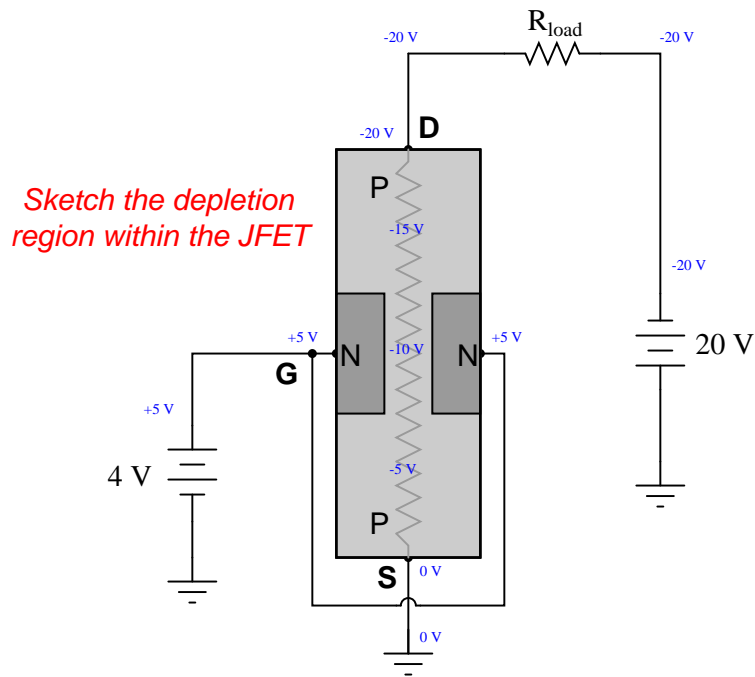 R_load
-20 V
-20 V
-20 V
D
P
Sketch the depletion
region within the JFET
-15 V
-20 V
+5 V
+5 V
20 V
N
-10 V
N
G
+5 V
4 V
-5 V
P
S
0 V
0 V